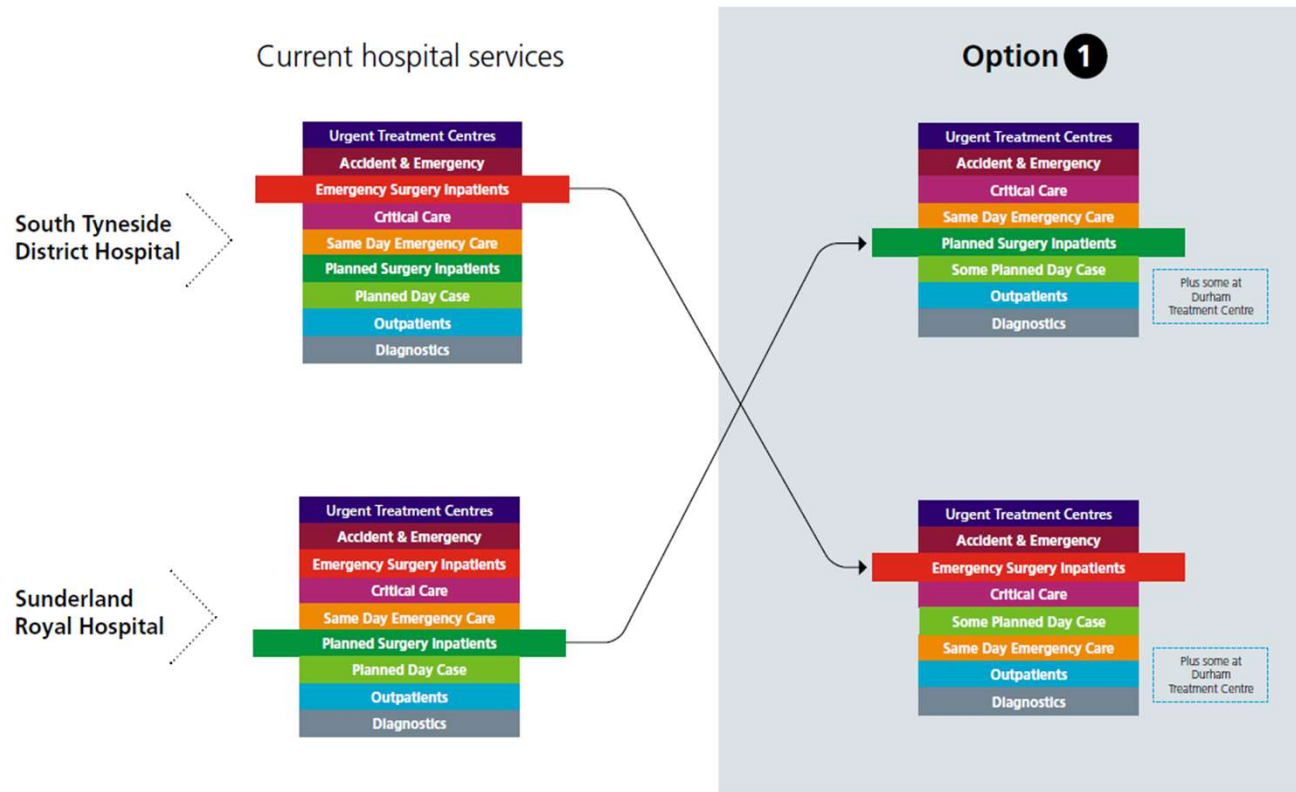 Current hospital services
Option 1
South Tyneside
District Hospital
Urgent Treatment Centres
Accident & Emergency
Emergency Surgery Inpatients
Critical Care
Same Day Emergency Care
Planned Surgery Inpatients
Planned Day Case
Outpatients
Diagnostics
Urgent Treatment Centres
Accident & Emergency
Critical Care
Same Day Emergency Care
Planned Surgery Inpatients
Some Planned Day Case
Outpatients
Diagnostics
Plus some at
Durham
Treatment Centre
Sunderland
Royal Hospital
Urgent Treatment Centres
Accident & Emergency
Emergency Surgery Inpatients
Critical Care
Same Day Emergency Care
Planned Surgery Inpatients
Planned Day Case
Outpatients
Diagnostics
Urgent Treatment Centres
Accident & Emergency
Emergency Surgery Inpatients
Critical Care
Some Planned Day Case
Same Day Emergency Care
Outpatients
Diagnostics
Plus some at
Durham
Treatment Centre